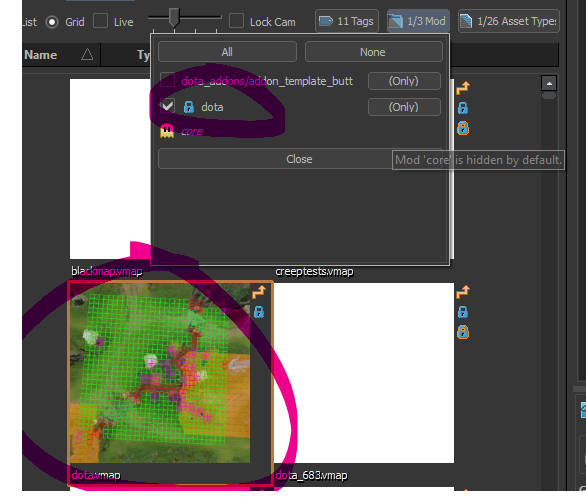 List Grid Live Lock Cam 11 Tags 1/3 Mod 1/26 Asset Types
Name Ty
All None
dota_addons/addon_template_butt (Only)
dota (Only)
core
Close
Mod 'core' is hidden by default.
blackmap.vmap creeptests.vmap
dota.vmap dota_683.vmap